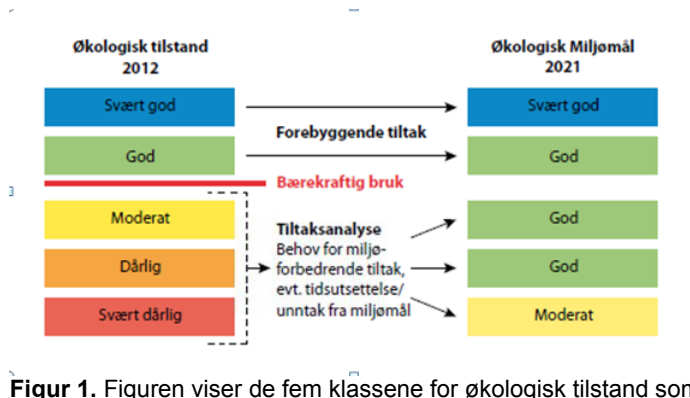 Økologisk tilstand
2012
Økologisk Miljømål
2021
Svært god
Svært god
Forebyggende tiltak
God
God
Bærekraftig bruk
Moderat
Dårlig
Svært dårlig
Tiltaksanalyse
Behov for miljø-
forbedrende tiltak,
evt. tidsutsettelse/
unntak fra miljømål
God
God
Moderat
Figur 1. Figuren viser de fem klassene for økologisk tilstand som